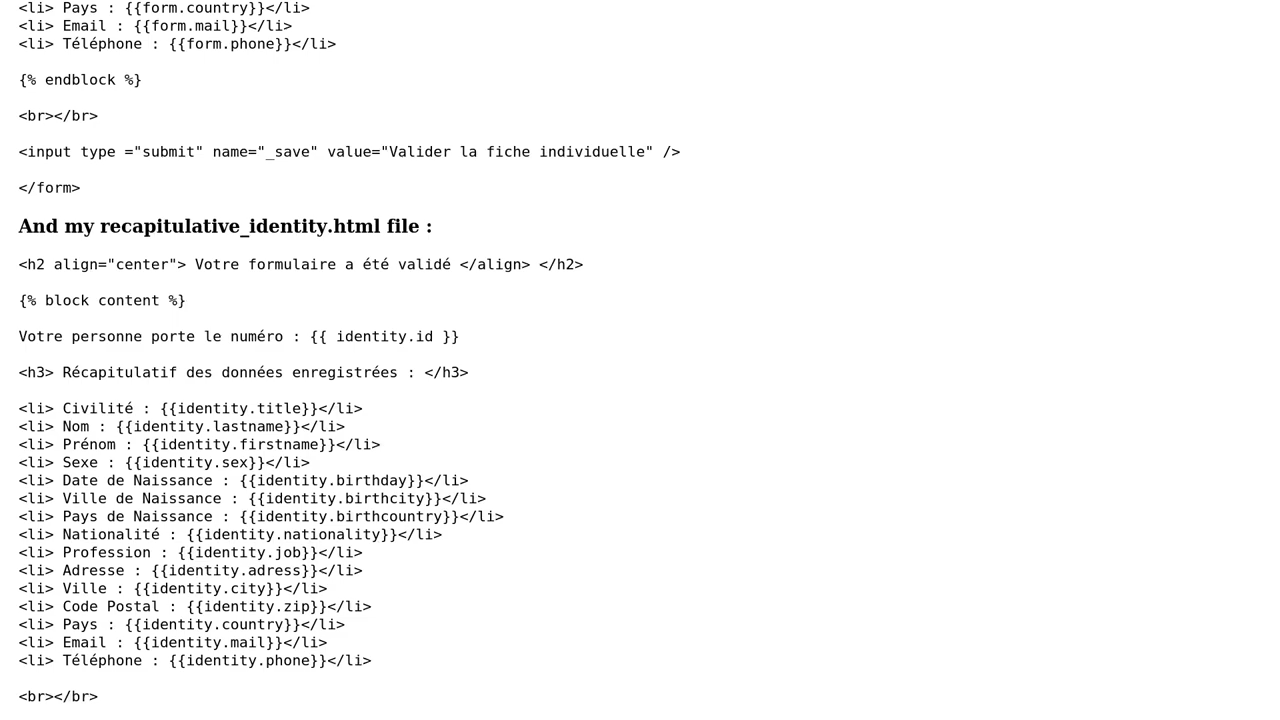 <li> Pays : {{form.country}}</li>
<li> Email : {{form.mail}}</li>
<li> Téléphone : {{form.phone}}</li>
{% endblock %}
<br></br>
<input type ="submit" name="_save" value="Valider la fiche individuelle" />
</form>
And my recapitulative_identity.html file :
<h2 align="center"> Votre formulaire a été validé </align> </h2>
{% block content %}
Votre personne porte le numéro : {{ identity.id }}
<h3> Récapitulatif des données enregistrées : </h3>
<li> Civilité : {{identity.title}}</li>
<li> Nom : {{identity.lastname}}</li>
<li> Prénom : {{identity.firstname}}</li>
<li> Sexe : {{identity.sex}}</li>
<li> Date de Naissance : {{identity.birthday}}</li>
<li> Ville de Naissance : {{identity.birthcity}}</li>
<li> Pays de Naissance : {{identity.birthcountry}}</li>
<li> Nationalité : {{identity.nationality}}</li>
<li> Profession : {{identity.job}}</li>
<li> Adresse : {{identity.adress}}</li>
<li> Ville : {{identity.city}}</li>
<li> Code Postal : {{identity.zip}}</li>
<li> Pays : {{identity.country}}</li>
<li> Email : {{identity.mail}}</li>
<li> Téléphone : {{identity.phone}}</li>
<br></br>